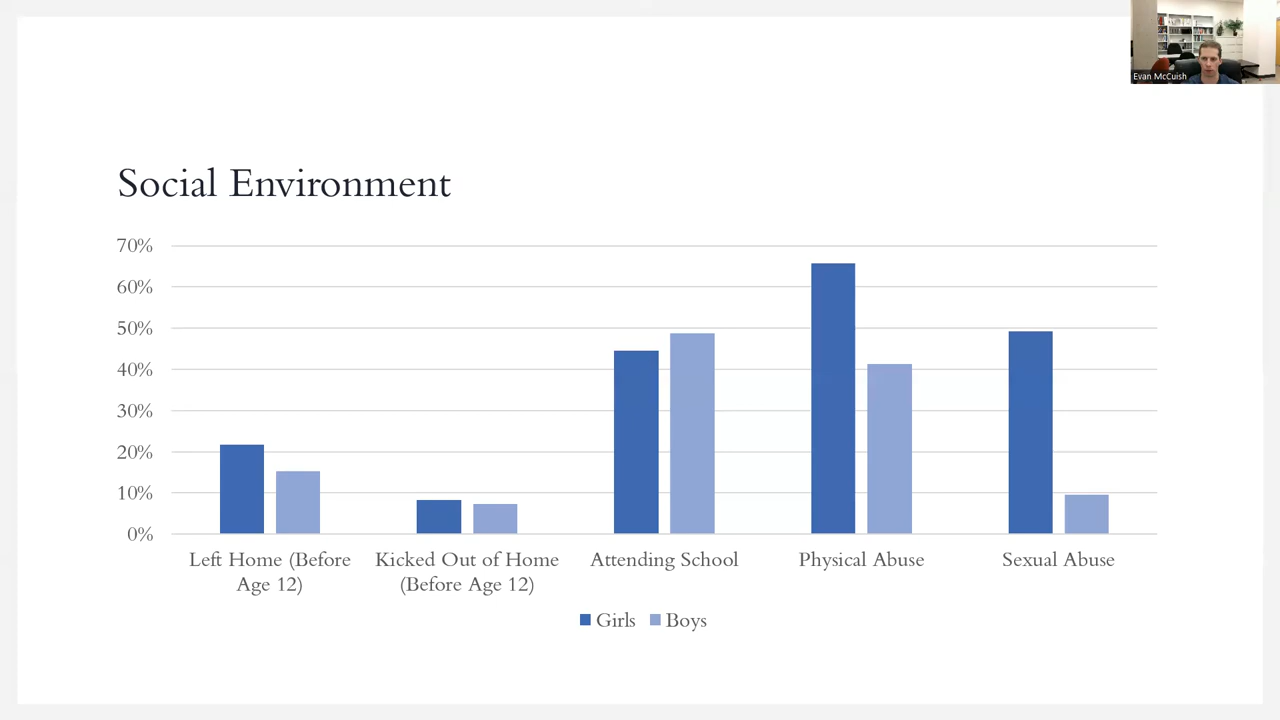 Evan McCuish
Social Environment
70%
60%
50%
40%
30%
20%
10%
0%
Left Home (Before
Age 12)
Kicked Out of Home
(Before Age 12)
Attending School
Physical Abuse
Sexual Abuse
Girls
Boys